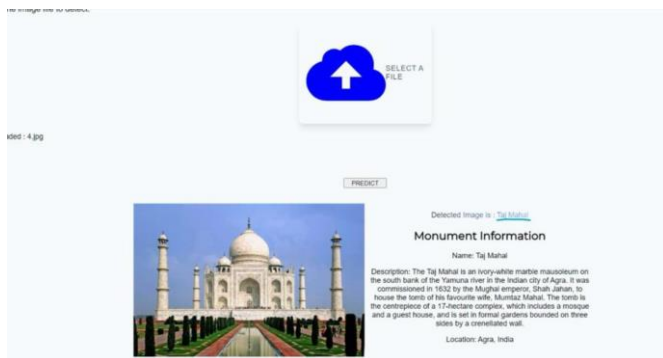 image file to detect.
SELECT A
FILE
: 4.jpg
PREDICT
Detected Image is : Taj Mahal
Monument Information
Name: Taj Mahal
Description: The Taj Mahal is an ivory-white marble mausoleum on
the south bank of the Yamuna river in the Indian city of Agra. It was
commissioned in 1632 by the Mughal emperor, Shah Jahan, to
house the tomb of his favourite wife, Mumtaz Mahal. The tomb is
the centrepiece of a 17-hectare complex, which includes a mosque
and a guest house, and is set in formal gardens bounded on three
sides by a crenellated wall.
Location: Agra, India